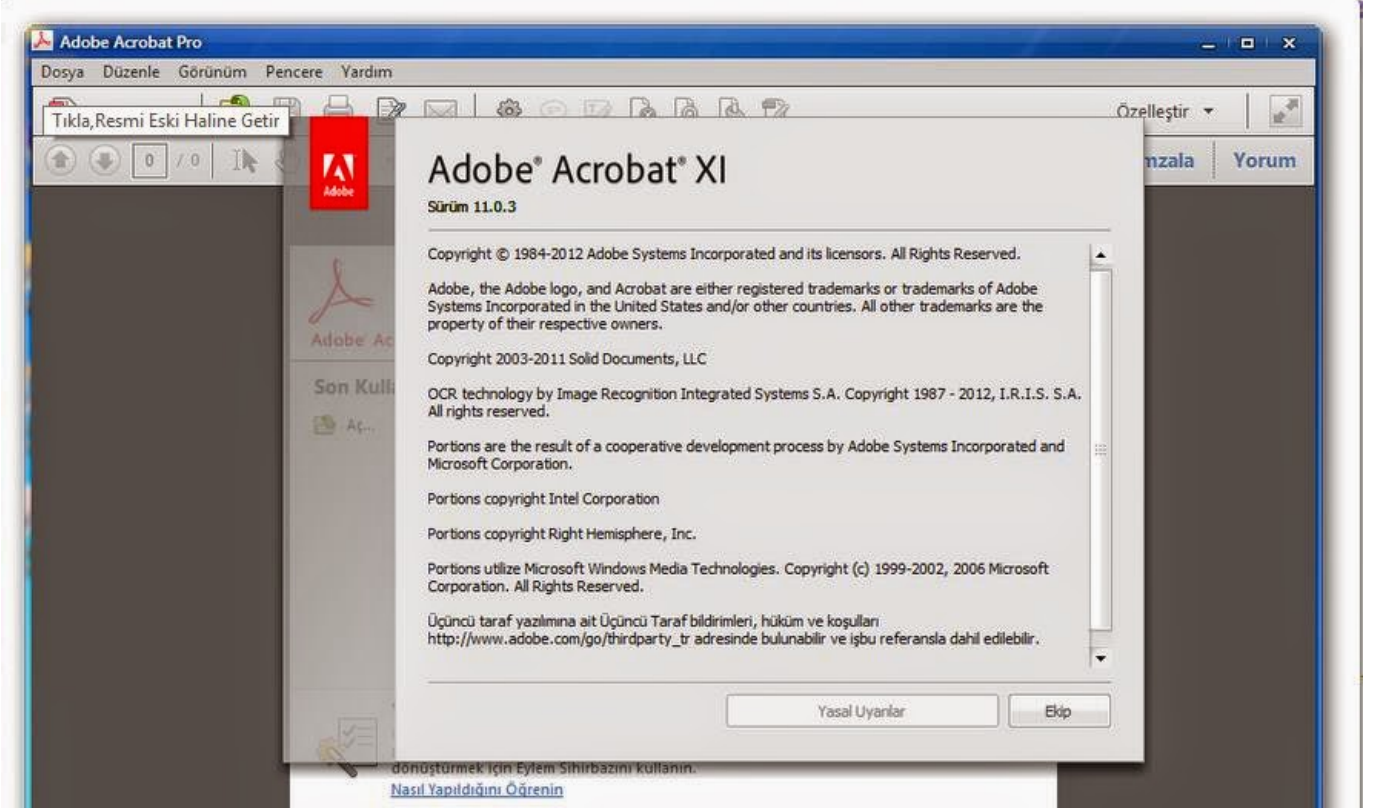 Adobe Acrobat Pro
Dosya Düzenle Görünüm Pencere Yardım
Tıkla,Resmi Eski Haline Getir
Özelleştir
0 / 0
mzala Yorum
Adobe
Adobe® Acrobat® XI
Sürüm 11.0.3
Copyright © 1984-2012 Adobe Systems Incorporated and its licensors. All Rights Reserved.
Adobe, the Adobe logo, and Acrobat are either registered trademarks or trademarks of Adobe
Systems Incorporated in the United States and/or other countries. All other trademarks are the
property of their respective owners.
Copyright 2003-2011 Solid Documents, LLC
OCR technology by Image Recognition Integrated Systems S.A. Copyright 1987 - 2012, I.R.I.S. S.A.
All rights reserved.
Portions are the result of a cooperative development process by Adobe Systems Incorporated and
Microsoft Corporation.
Portions copyright Intel Corporation
Portions copyright Right Hemisphere, Inc.
Portions utilize Microsoft Windows Media Technologies. Copyright (c) 1999-2002, 2006 Microsoft
Corporation. All Rights Reserved.
Üçüncü taraf yazılımına ait Üçüncü Taraf bildirimleri, hüküm ve koşulları
http://www.adobe.com/go/thirdparty_tr adresinde bulunabilir ve işbu referansla dahil edilebilir.
Yasal Uyarılar
Ekip
Adobe Ac
Son Kulla
Aç...
dönüştürmek için Eylem Sihirbazını kullanın.
Nasıl Yapıldığını Öğrenin